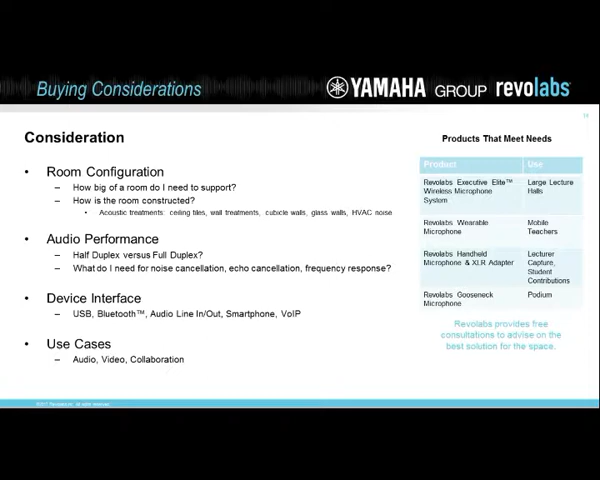 Buying Considerations
YAMAHA GROUP revolabs
Consideration
• Room Configuration
– How big of a room do I need to support?
– How is the room constructed?
• Acoustic treatments: ceiling tiles, wall treatments, cubicle walls, glass walls, HVAC noise
• Audio Performance
– Half Duplex versus Full Duplex?
– What do I need for noise cancellation, echo cancellation, frequency response?
• Device Interface
– USB, Bluetooth™, Audio Line In/Out, Smartphone, VoIP
• Use Cases
– Audio, Video, Collaboration
Products That Meet Needs
Product Use
Revolabs Executive Elite™ Large Lecture
Wireless Microphone Halls
System
Revolabs Wearable Mobile
Microphone Teachers
Revolabs Handheld Lecturer
Microphone & XLR Adapter Capture,
Student
Contributions
Revolabs Gooseneck Podium
Microphone
Revolabs provides free
consultations to advise on the
best solution for the space.